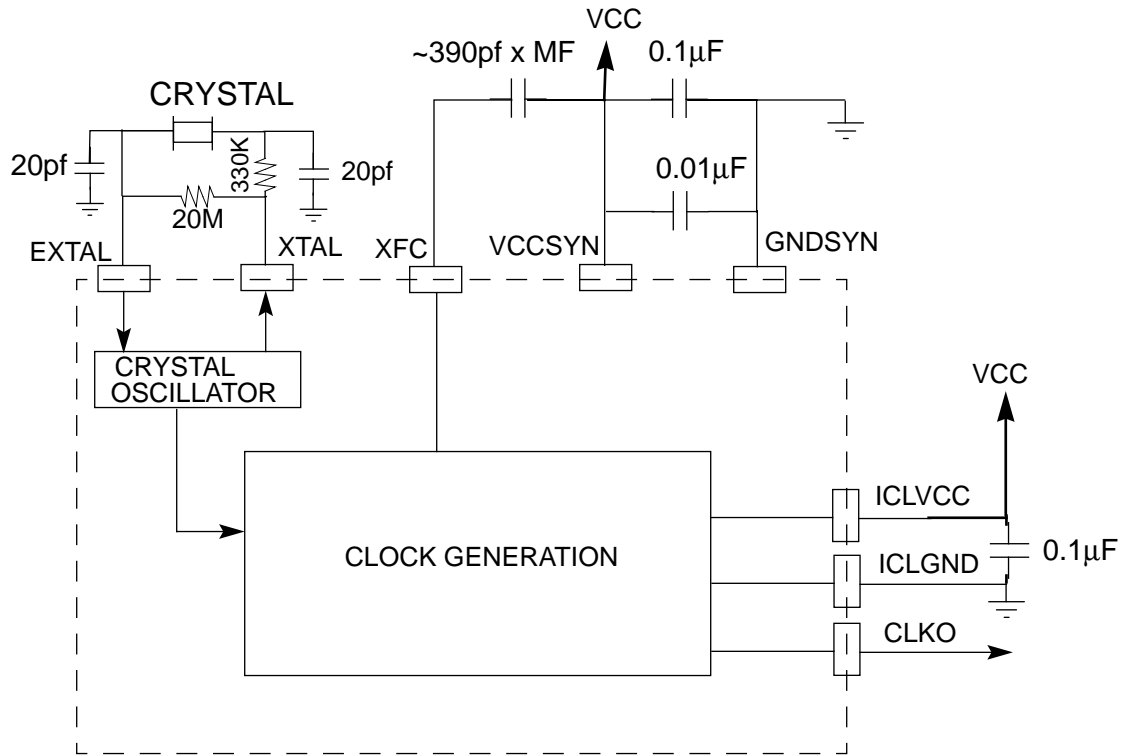 VCC
~390pf x MF
0.1µF
CRYSTAL
20pf
330K
20pf
0.01µF
20M
EXTAL
XTAL
XFC
VCCSYN
GNDSYN
CRYSTAL
OSCILLATOR
VCC
ICLVCC
CLOCK GENERATION
0.1µF
ICLGND
CLKO